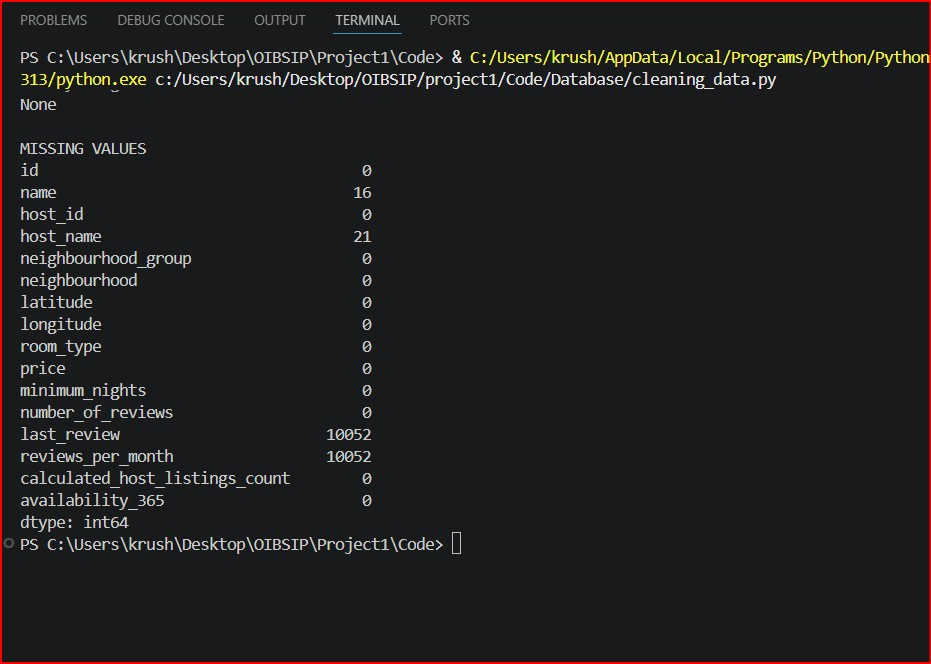 PROBLEMS DEBUG CONSOLE OUTPUT TERMINAL PORTS
PS C:\Users\krush\Desktop\OIBSIP\Project1\Code> & C:/Users/krush/AppData/Local/Programs/Python/Python
313/python.exe c:/Users/krush/Desktop/OIBSIP/project1/Code/Database/cleaning_data.py
None
MISSING VALUES
id 0
name 16
host_id 0
host_name 21
neighbourhood_group 0
neighbourhood 0
latitude 0
longitude 0
room_type 0
price 0
minimum_nights 0
number_of_reviews 0
last_review 10052
reviews_per_month 10052
calculated_host_listings_count 0
availability_365 0
dtype: int64
PS C:\Users\krush\Desktop\OIBSIP\Project1\Code>